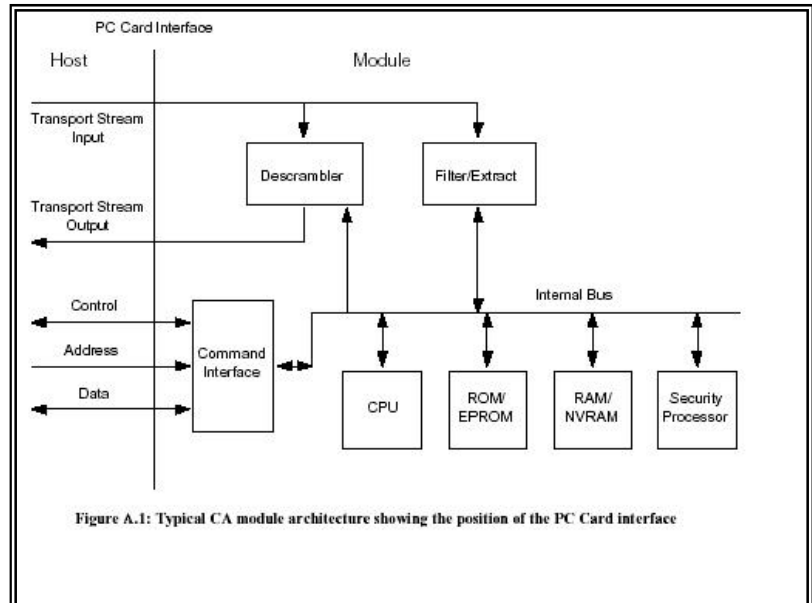 PC Card Interface
Host
Module
Transport Stream
Input
Descrambler
Filter/Extract
Transport Stream
Output
Internal Bus
Control
Address
Data
Command
Interface
CPU
ROM/
EPROM
RAM/
NVRAM
Security
Processor
Figure A.1: Typical CA module architecture showing the position of the PC Card interface